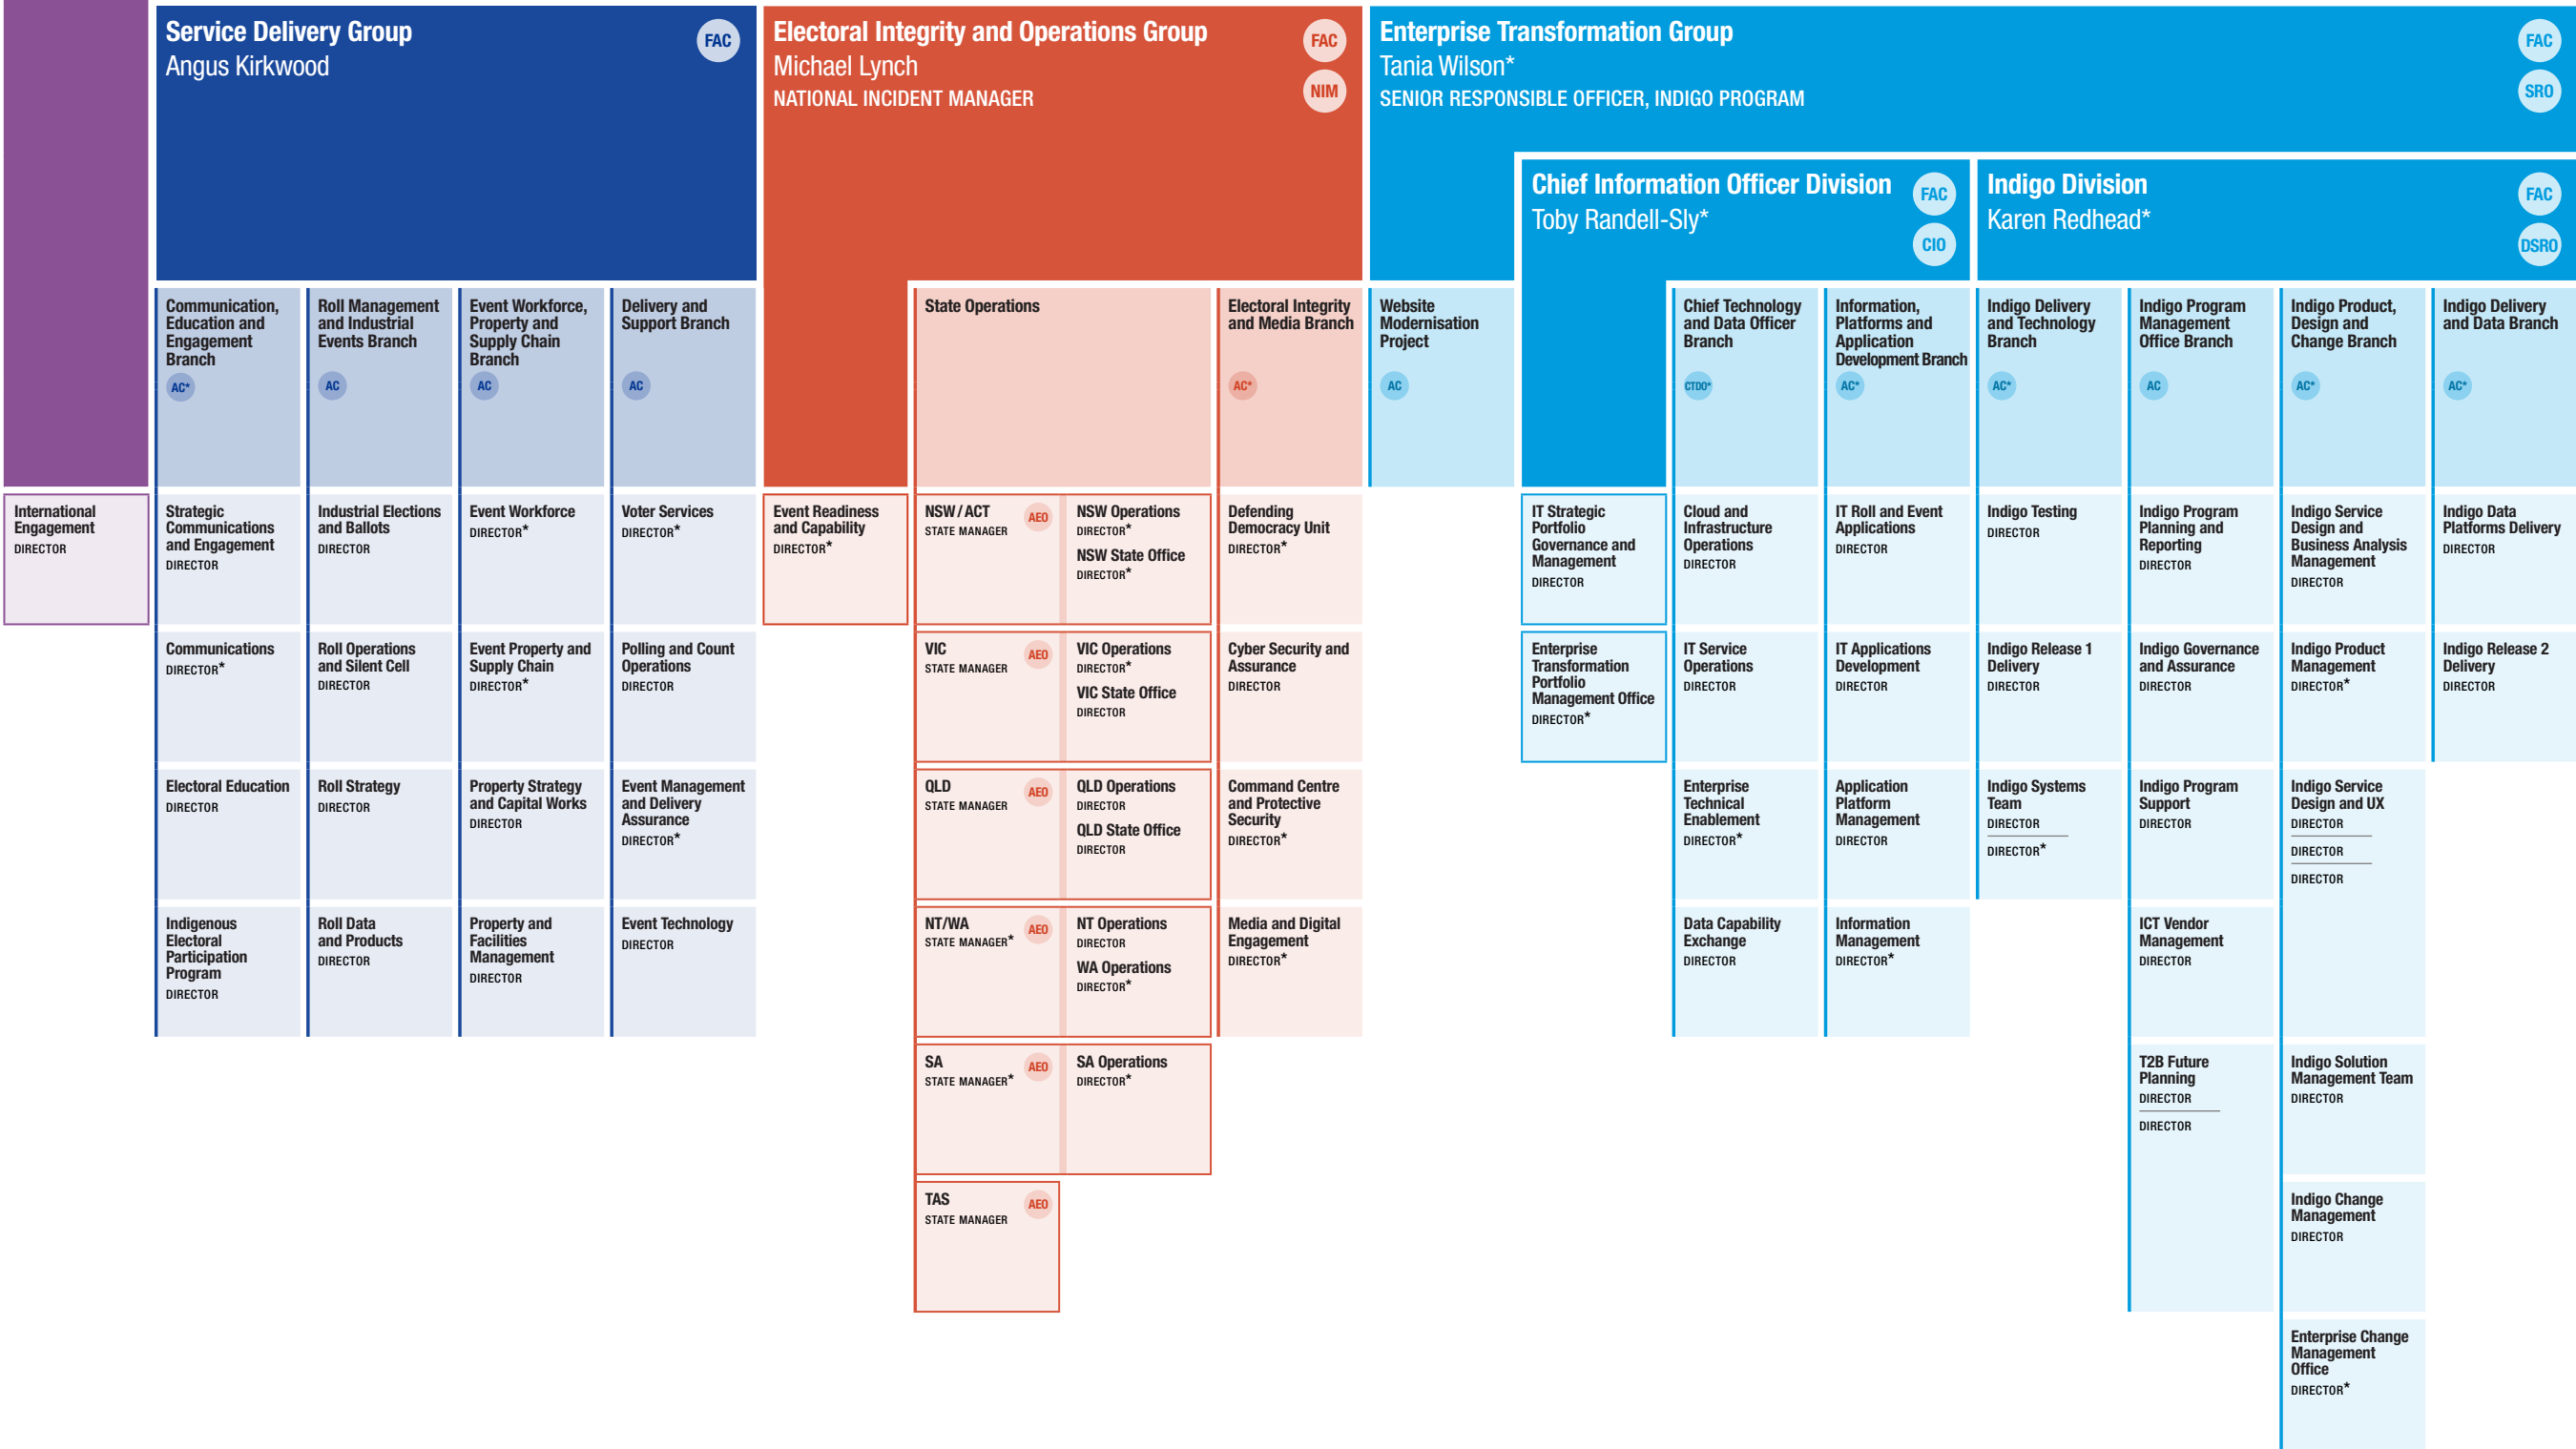 Service Delivery Group
Angus Kirkwood
FAC
Electoral Integrity and Operations Group
Michael Lynch
NATIONAL INCIDENT MANAGER
FAC
NIM
Enterprise Transformation Group
Tania Wilson*
SENIOR RESPONSIBLE OFFICER, INDIGO PROGRAM
FAC
SRO
Chief Information Officer Division
Toby Randell-Sly*
FAC
CIO
Indigo Division
Karen Redhead*
FAC
DSRO
International
Engagement
DIRECTOR
Communication,
Education and
Engagement
Branch
AC*
Strategic
Communications
and Engagement
DIRECTOR
Communications
DIRECTOR*
Electoral Education
DIRECTOR
Indigenous
Electoral
Participation
Program
DIRECTOR
Roll Management
and Industrial
Events Branch
AC
Industrial Elections
and Ballots
DIRECTOR
Roll Operations
and Silent Cell
DIRECTOR
Roll Strategy
DIRECTOR
Roll Data
and Products
DIRECTOR
Event Workforce,
Property and
Supply Chain
Branch
AC
Event Workforce
DIRECTOR*
Event Property and
Supply Chain
DIRECTOR*
Property Strategy
and Capital Works
DIRECTOR
Property and
Facilities
Management
DIRECTOR
Delivery and
Support Branch
AC
Voter Services
DIRECTOR*
Polling and Count
Operations
DIRECTOR
Event Management
and Delivery
Assurance
DIRECTOR*
Event Technology
DIRECTOR
Event Readiness
and Capability
DIRECTOR*
State Operations
NSW/ACT
STATE MANAGER
AEO
NSW Operations
DIRECTOR*
NSW State Office
DIRECTOR*
VIC
STATE MANAGER
AEO
VIC Operations
DIRECTOR*
VIC State Office
DIRECTOR
QLD
STATE MANAGER
AEO
QLD Operations
DIRECTOR
QLD State Office
DIRECTOR
NT/WA
STATE MANAGER*
AEO
NT Operations
DIRECTOR
WA Operations
DIRECTOR*
SA
STATE MANAGER*
AEO
SA Operations
DIRECTOR*
TAS
STATE MANAGER
AEO
Electoral Integrity
and Media Branch
AC*
Defending
Democracy Unit
DIRECTOR*
Cyber Security and
Assurance
DIRECTOR
Command Centre
and Protective
Security
DIRECTOR*
Media and Digital
Engagement
DIRECTOR*
Website
Modernisation
Project
AC
IT Strategic
Portfolio
Governance and
Management
DIRECTOR
Enterprise
Transformation
Portfolio
Management Office
DIRECTOR*
Chief Technology
and Data Officer
Branch
CTDO*
Cloud and
Infrastructure
Operations
DIRECTOR
IT Service
Operations
DIRECTOR
Enterprise
Technical
Enablement
DIRECTOR*
Data Capability
Exchange
DIRECTOR
Information,
Platforms and
Application
Development Branch
AC*
IT Roll and Event
Applications
DIRECTOR
IT Applications
Development
DIRECTOR
Application
Platform
Management
DIRECTOR
Information
Management
DIRECTOR*
Indigo Delivery
and Technology
Branch
AC*
Indigo Testing
DIRECTOR
Indigo Release 1
Delivery
DIRECTOR
Indigo Systems
Team
DIRECTOR
DIRECTOR*
Indigo Program
Management
Office Branch
AC
Indigo Program
Planning and
Reporting
DIRECTOR
Indigo Governance
and Assurance
DIRECTOR
Indigo Program
Support
DIRECTOR
ICT Vendor
Management
DIRECTOR
T2B Future
Planning
DIRECTOR
DIRECTOR
Indigo Product,
Design and
Change Branch
AC*
Indigo Service
Design and
Business Analysis
Management
DIRECTOR
Indigo Product
Management
DIRECTOR*
Indigo Service
Design and UX
DIRECTOR
DIRECTOR
DIRECTOR
Indigo Solution
Management Team
DIRECTOR
Indigo Change
Management
DIRECTOR
Enterprise Change
Management
Office
DIRECTOR*
Indigo Delivery
and Data Branch
AC*
Indigo Data
Platforms Delivery
DIRECTOR
Indigo Release 2
Delivery
DIRECTOR